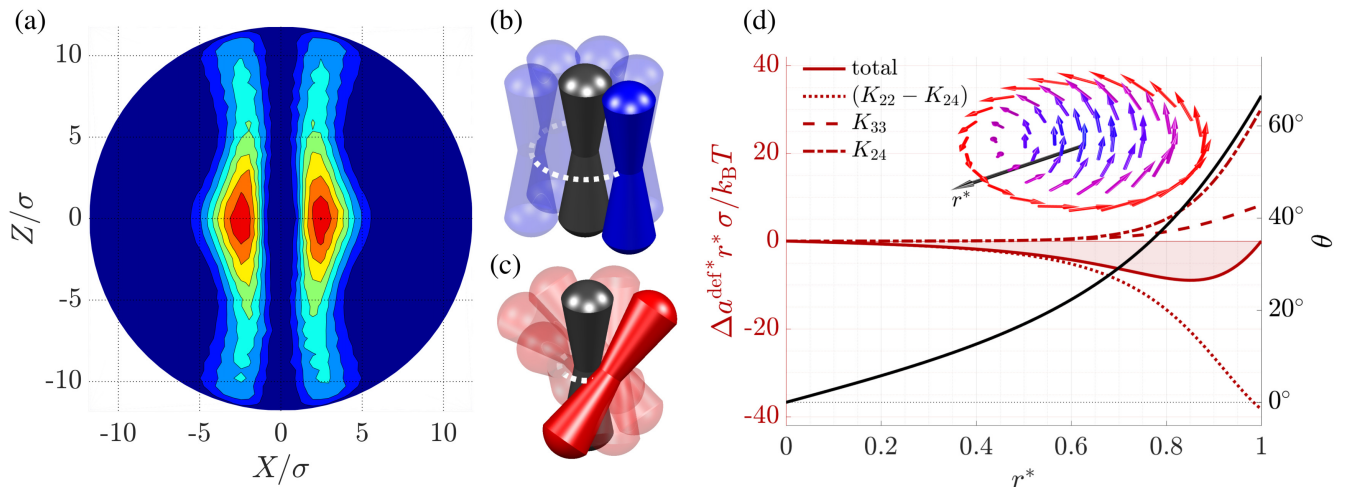 (a)
10
5
0
-5
-10
Z/σ
-10 -5 0 5 10
X/σ
(b)
(c)
(d)
40
20
0
-20
-40
Δa^{def*} r* σ/k_BT
total
(K₂₂ − K₂₄)
K₃₃
K₂₄
r*
60°
40°
20°
0°
θ
0 0.2 0.4 0.6 0.8 1
r*